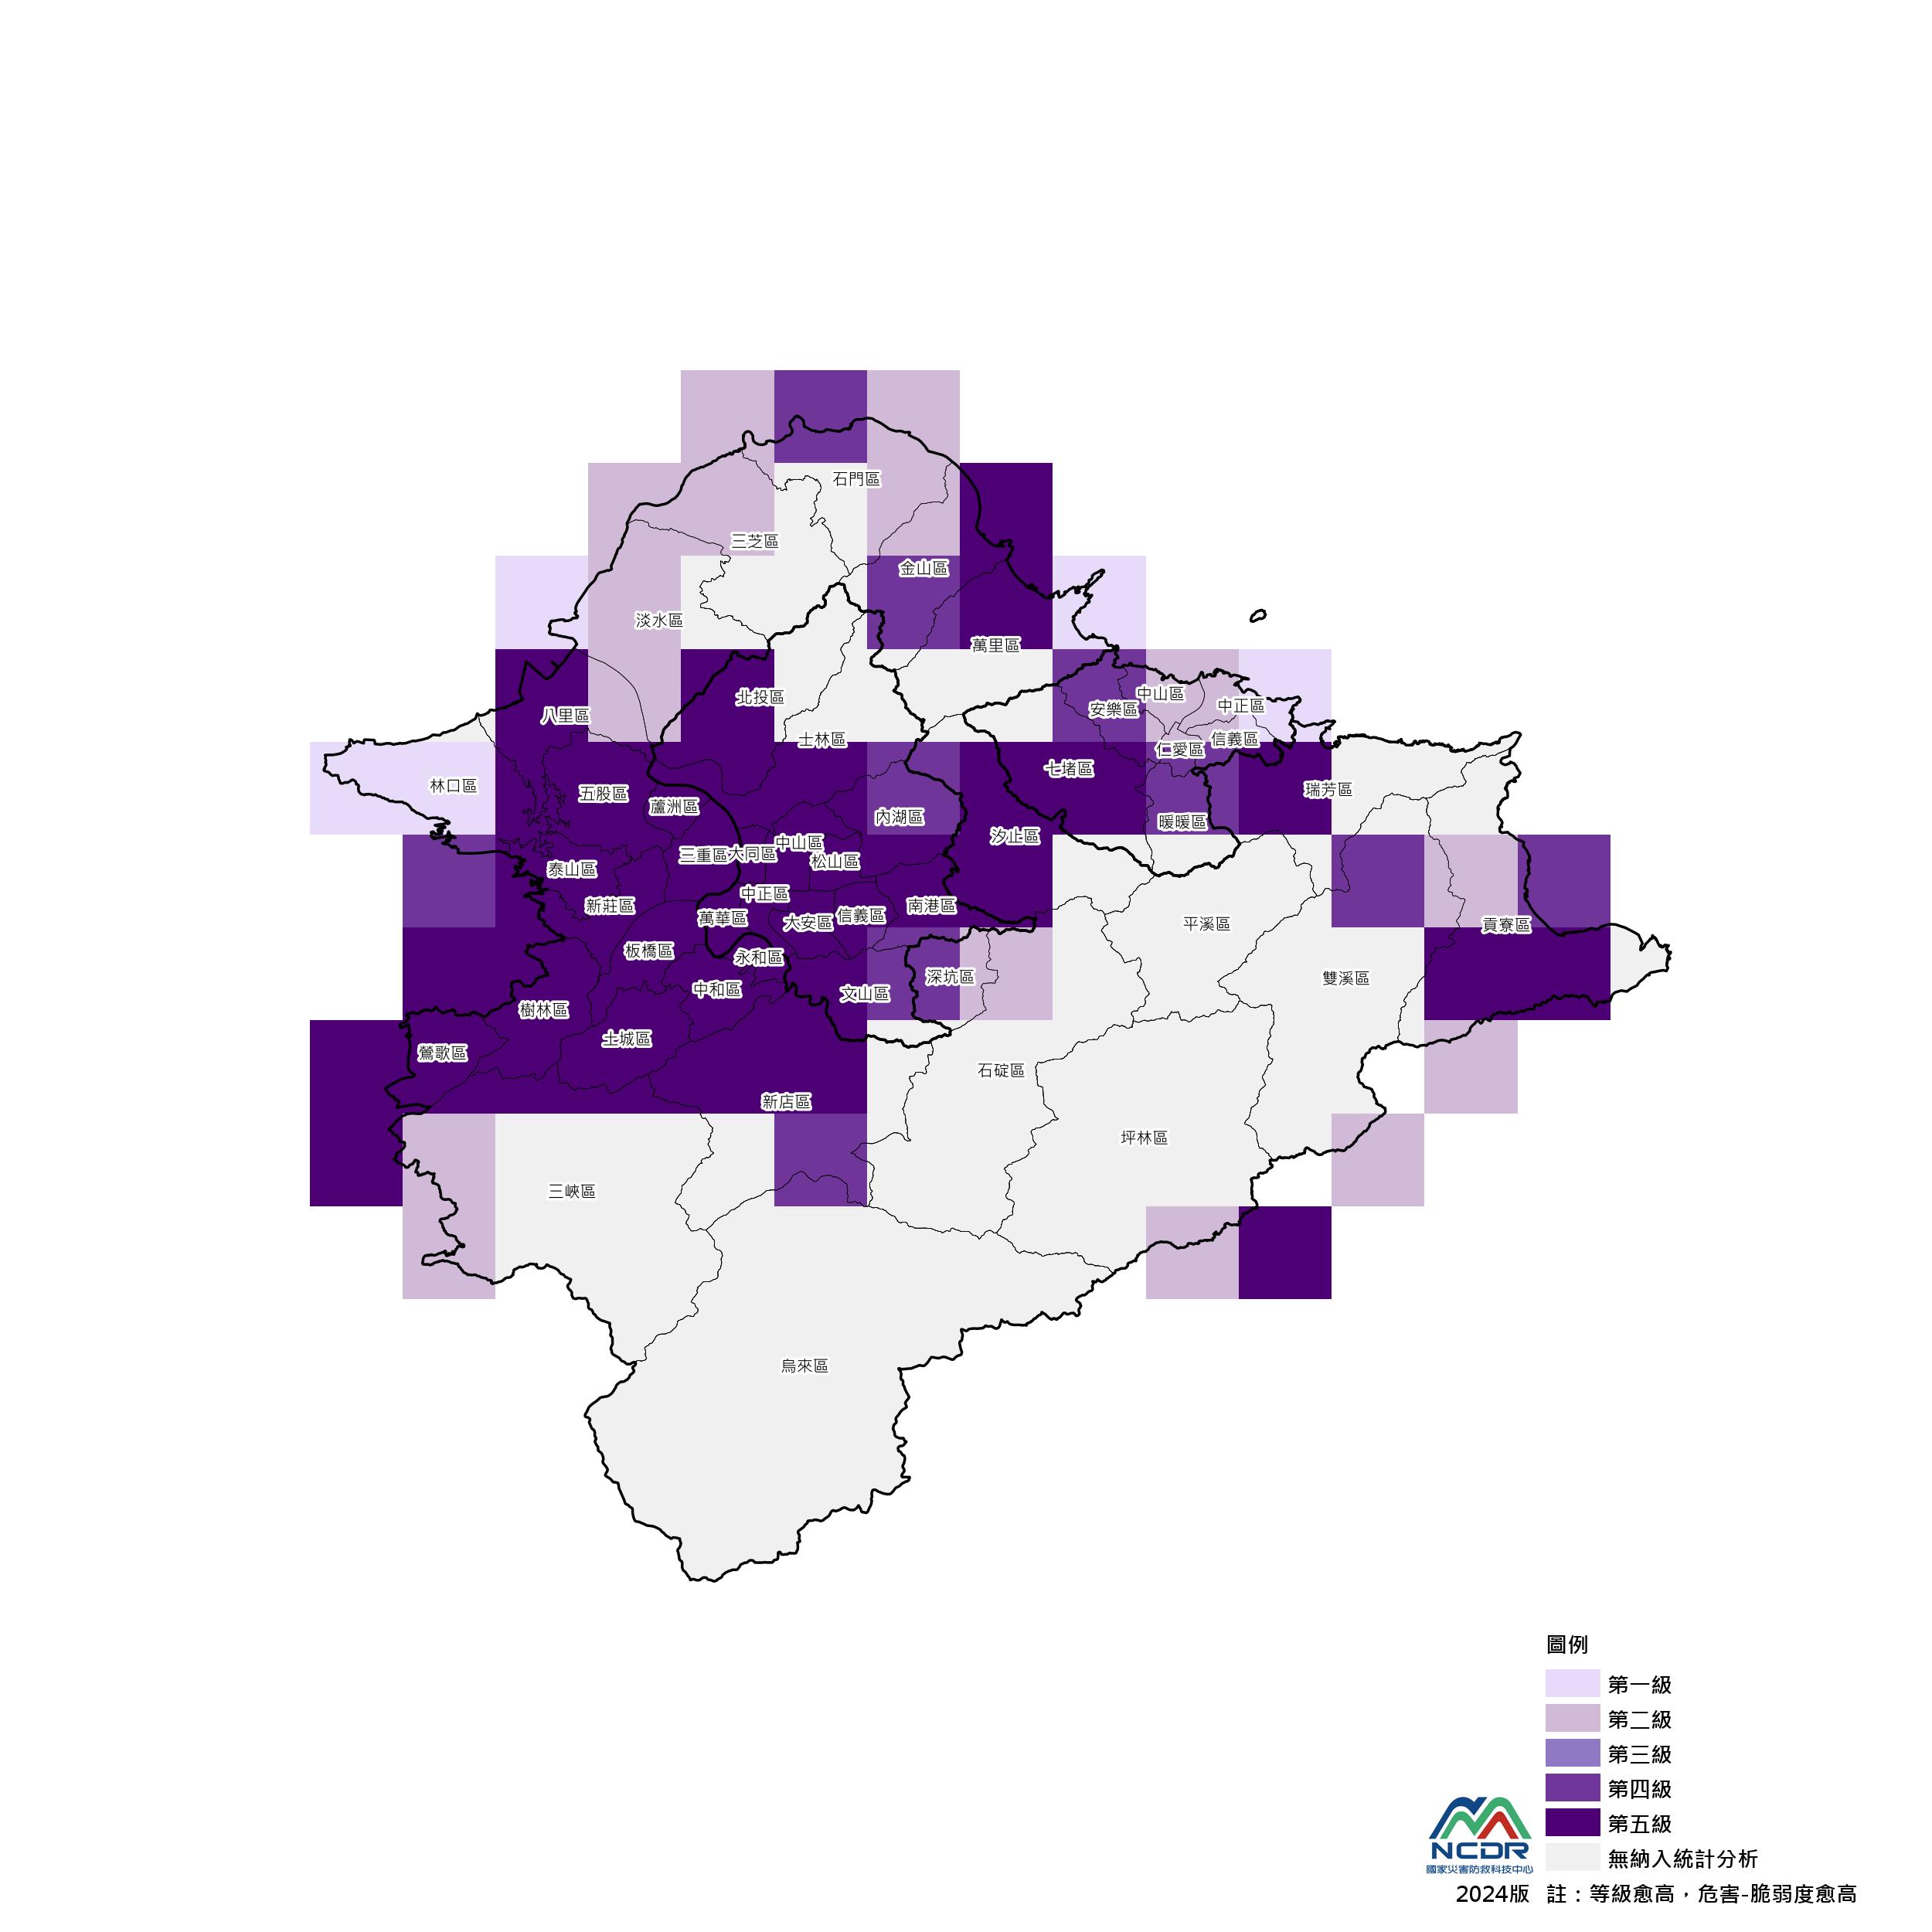 石門區
三芝區
金山區
淡水區
萬里區
北投區
中山區
安樂區
中正區
八里區
士林區
信義區
仁愛區
七堵區
林口區
瑞芳區
五股區
蘆洲區
內湖區
暖暖區
汐止區
中山區
三重區
大同區
松山區
泰山區
中正區
新莊區
南港區
萬華區
信義區
大安區
平溪區
貢寮區
板橋區
永和區
深坑區
雙溪區
中和區
文山區
樹林區
土城區
鶯歌區
石碇區
新店區
坪林區
三峽區
烏來區
圖例
第一級
第二級
第三級
第四級
第五級
無納入統計分析
NCDR
國家災害防救科技中心
2024版 註：等級愈高，危害-脆弱度愈高